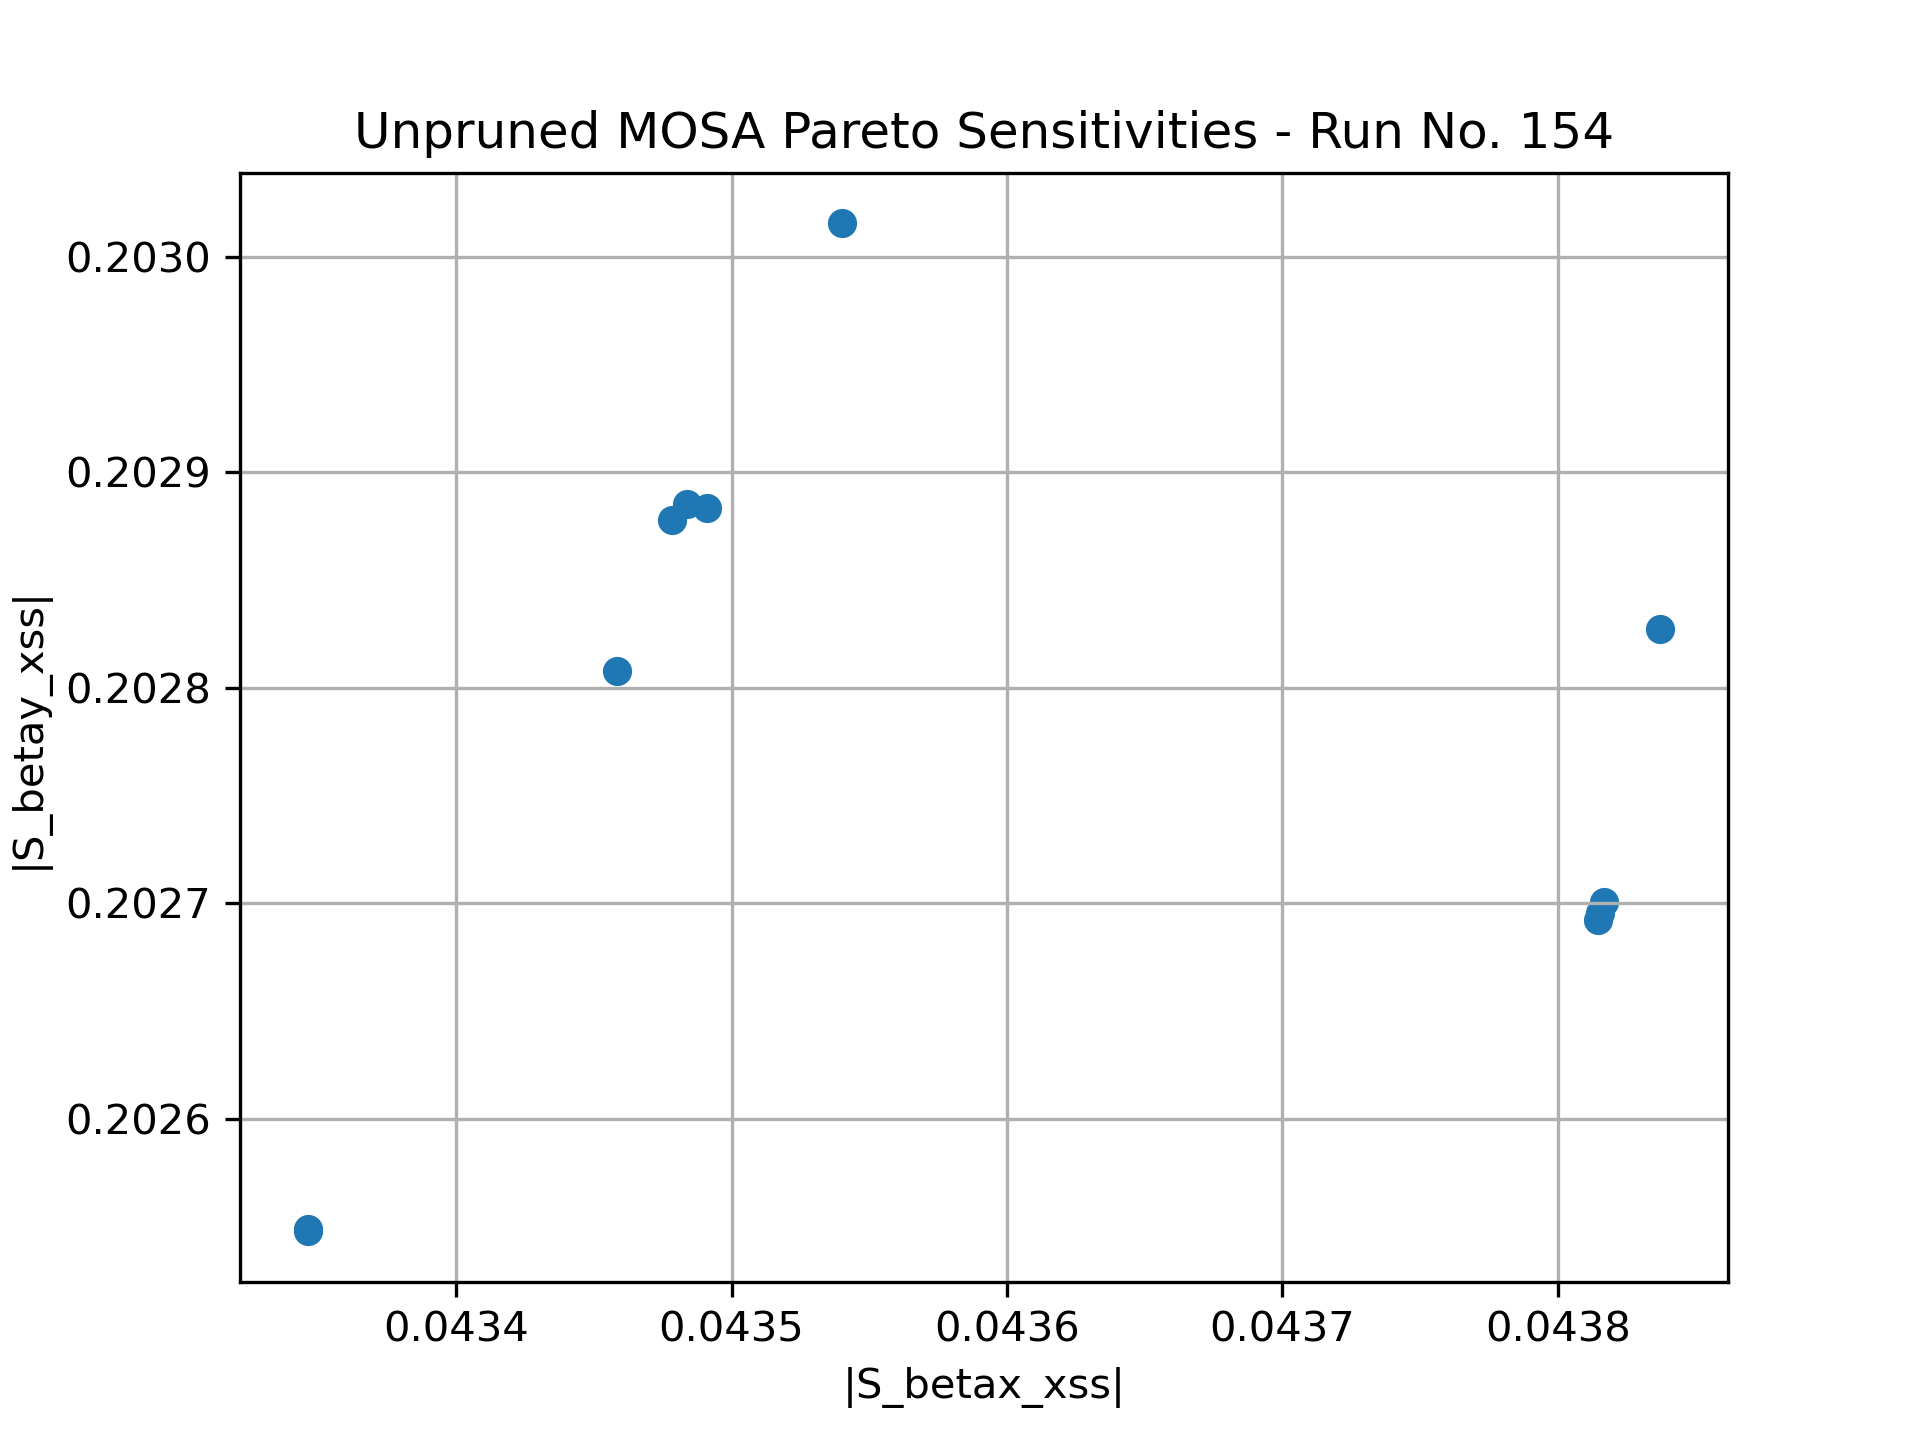 Unpruned MOSA Pareto Sensitivities - Run No. 154
|S_betay_xss|
0.2030
0.2029
0.2028
0.2027
0.2026
0.0434 0.0435 0.0436 0.0437 0.0438
|S_betax_xss|